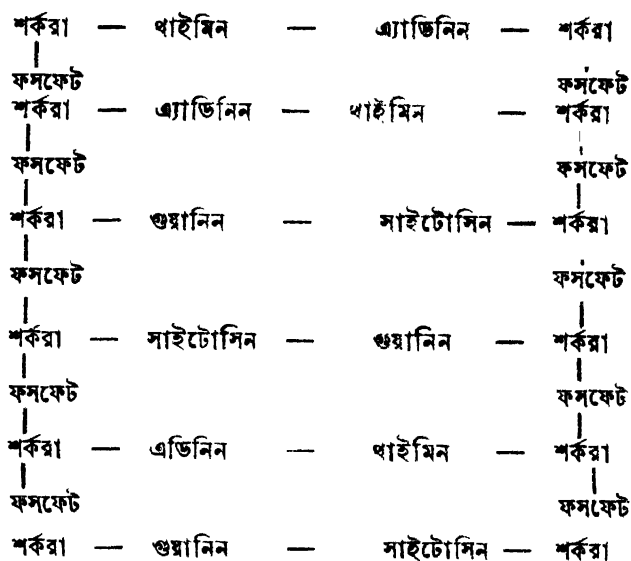 শর্করা — থাইমিন — এ্যাডিনিন — শর্করা
ফসফেট ফসফেট
শর্করা — এ্যাডিনিন — থাইমিন — শর্করা
ফসফেট ফসফেট
শর্করা — গুয়ানিন — সাইটোসিন — শর্করা
ফসফেট ফসফেট
শর্করা — সাইটোসিন — গুয়ানিন — শর্করা
ফসফেট ফসফেট
শর্করা — এডিনিন — থাইমিন — শর্করা
ফসফেট ফসফেট
শর্করা — গুয়ানিন — সাইটোসিন — শর্করা